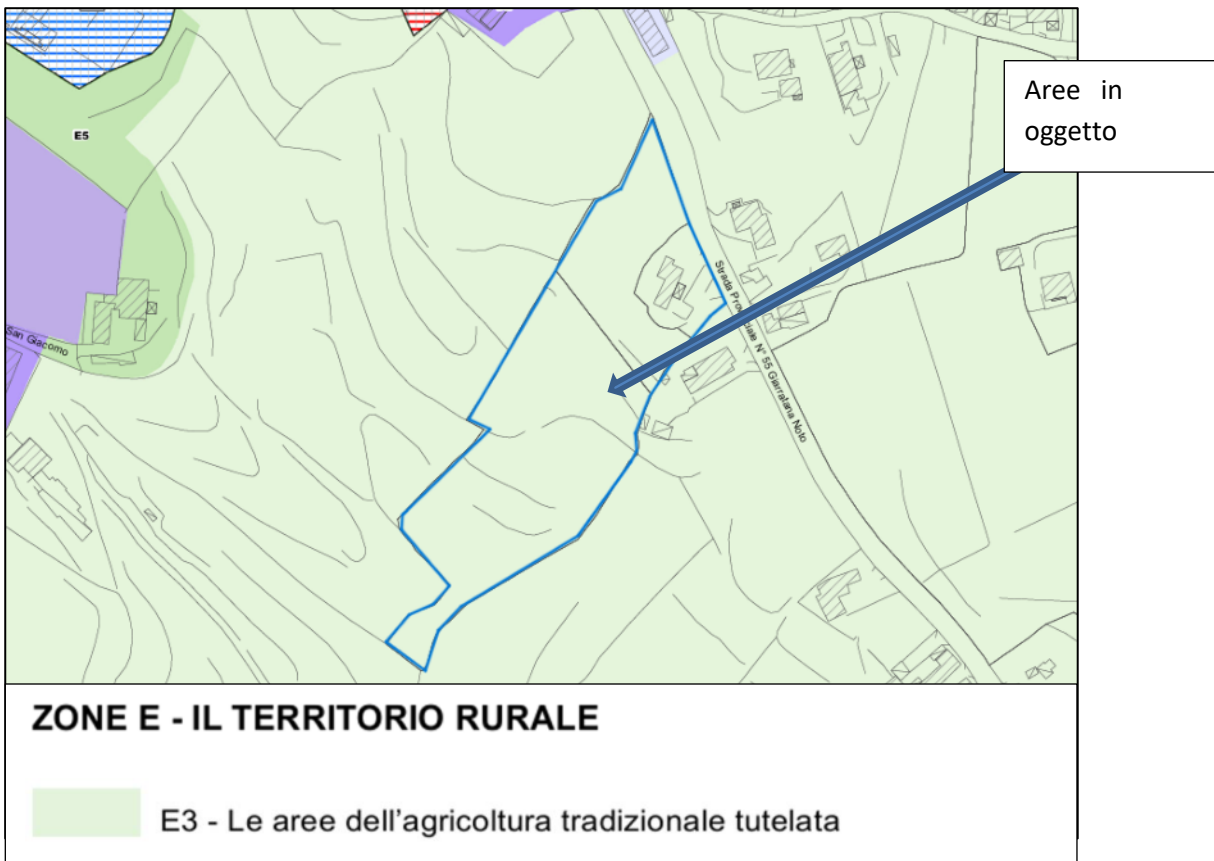 E5
Aree in
oggetto
Strada Provinciale N° 55 Giarratana Noto
San Giacomo
ZONE E - IL TERRITORIO RURALE
E3 - Le aree dell'agricoltura tradizionale tutelata